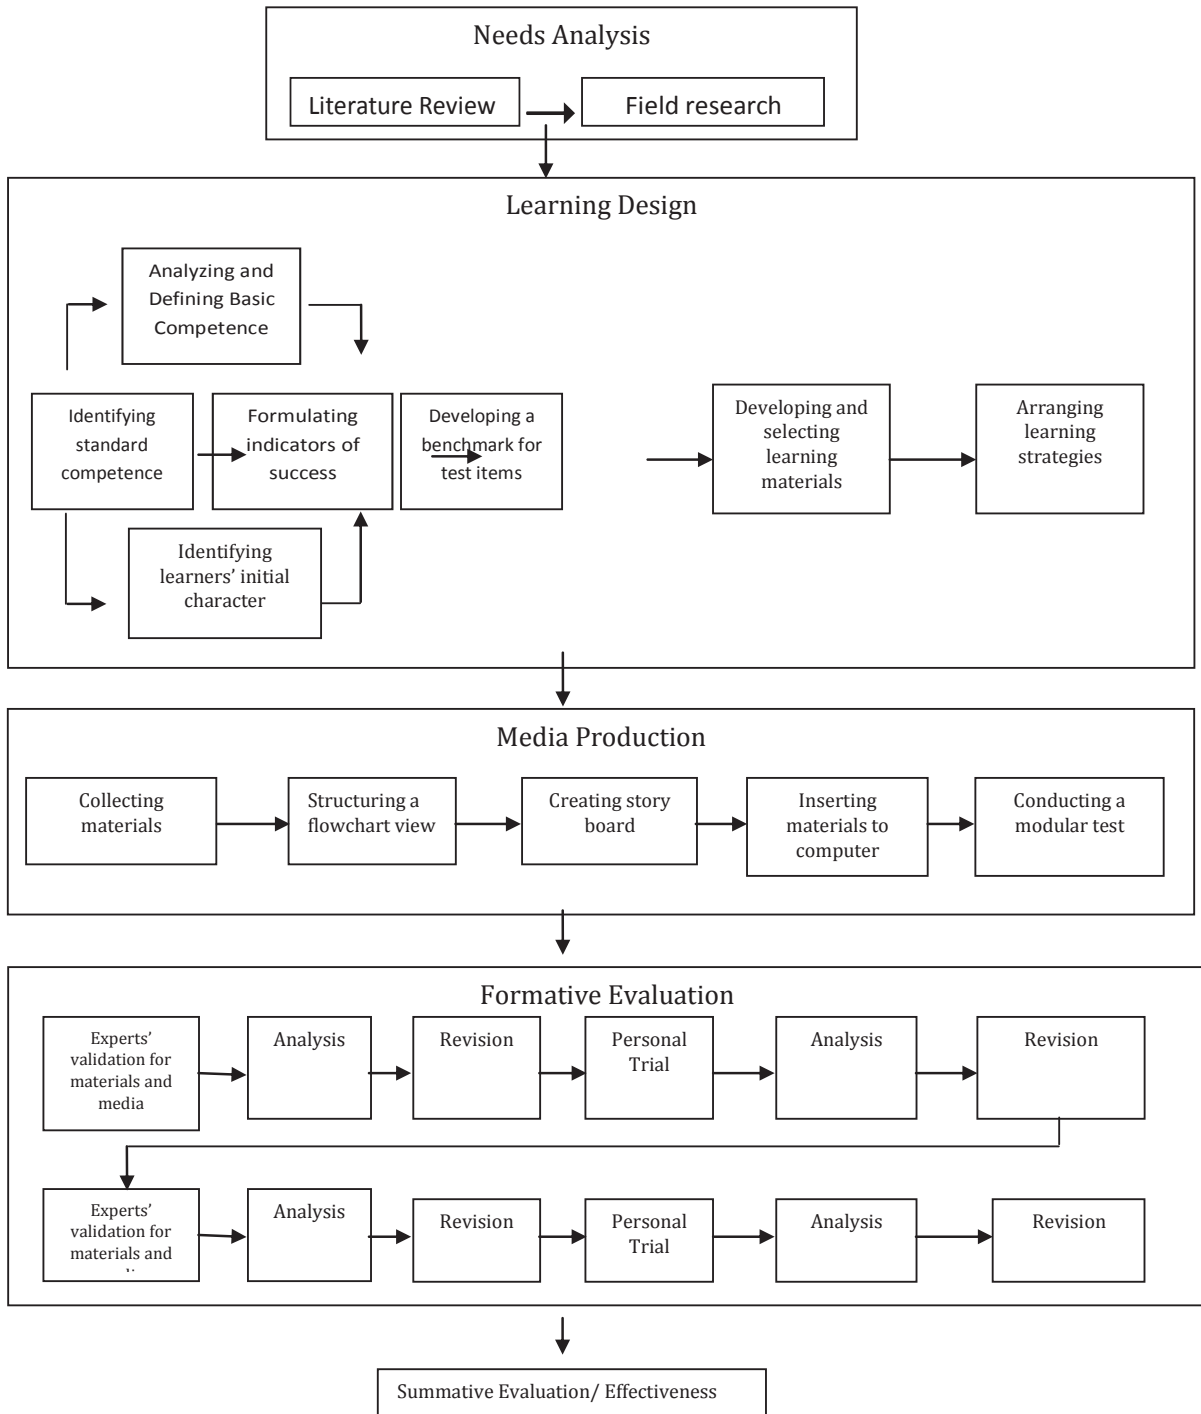 Needs Analysis
Literature Review
Field research
Learning Design
Analyzing and
Defining Basic
Competence
Identifying
standard
competence
Formulating
indicators of
success
Developing a
benchmark for
test items
Developing and
selecting
learning
materials
Arranging
learning
strategies
Identifying
learners’ initial
character
Media Production
Collecting
materials
Structuring a
flowchart view
Creating story
board
Inserting
materials to
computer
Conducting a
modular test
Formative Evaluation
Experts’
validation for
materials and
media
Analysis
Revision
Personal
Trial
Analysis
Revision
Experts’
validation for
materials and
Analysis
Revision
Personal
Trial
Analysis
Revision
Summative Evaluation/ Effectiveness